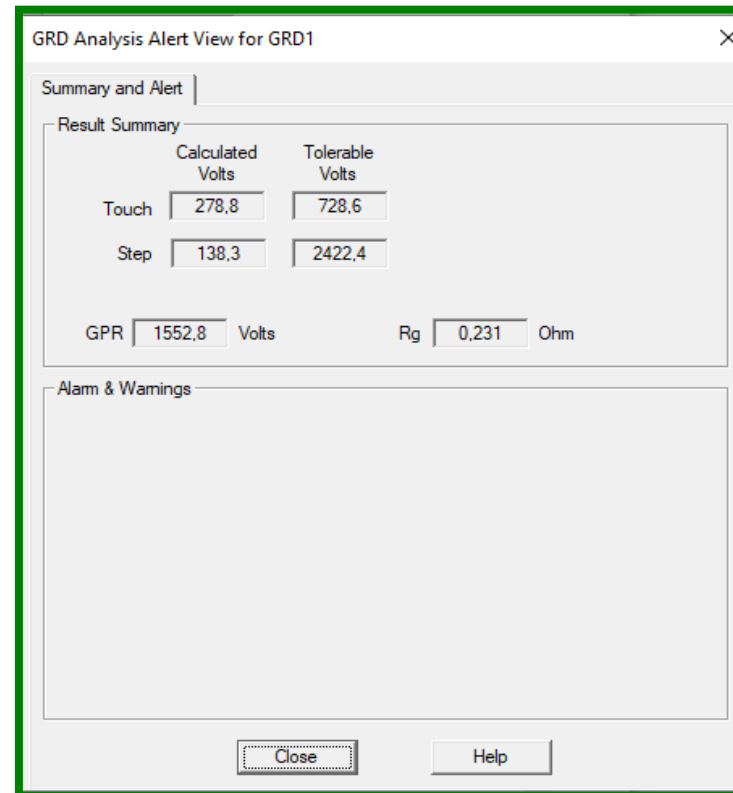 GRD Analysis Alert View for GRD1
Summary and Alert
Result Summary
Calculated Volts Tolerable Volts
Touch 278,8 728,6
Step 138,3 2422,4
GPR 1552,8 Volts Rg 0,231 Ohm
Alarm & Warnings
Close Help